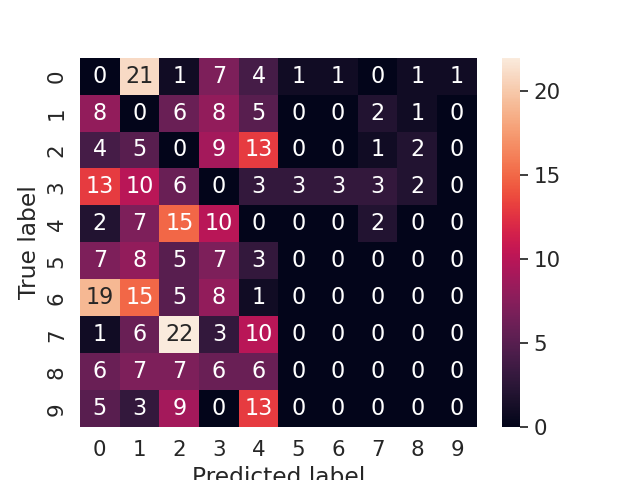 0 0 21 1 7 4 1 1 0 1 1
1 8 0 6 8 5 0 0 2 1 0
2 4 5 0 9 13 0 0 1 2 0
3 13 10 6 0 3 3 3 3 2 0
4 2 7 15 10 0 0 0 2 0 0
5 7 8 5 7 3 0 0 0 0 0
6 19 15 5 8 1 0 0 0 0 0
7 1 6 22 3 10 0 0 0 0 0
8 6 7 7 6 6 0 0 0 0 0
9 5 3 9 0 13 0 0 0 0 0
0 1 2 3 4 5 6 7 8 9
True label
Predicted label
20
15
10
5
0